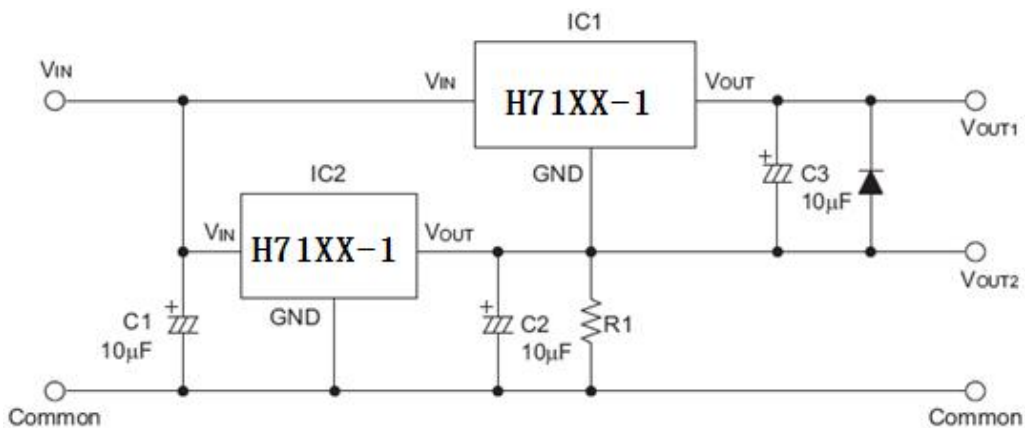 IC1
VIN
VIN
H71XX-1
VOUT
VOUT1
GND
C3
10μF
IC2
VIN
H71XX-1
VOUT
VOUT2
GND
C1
10μF
C2
10μF
R1
Common
Common